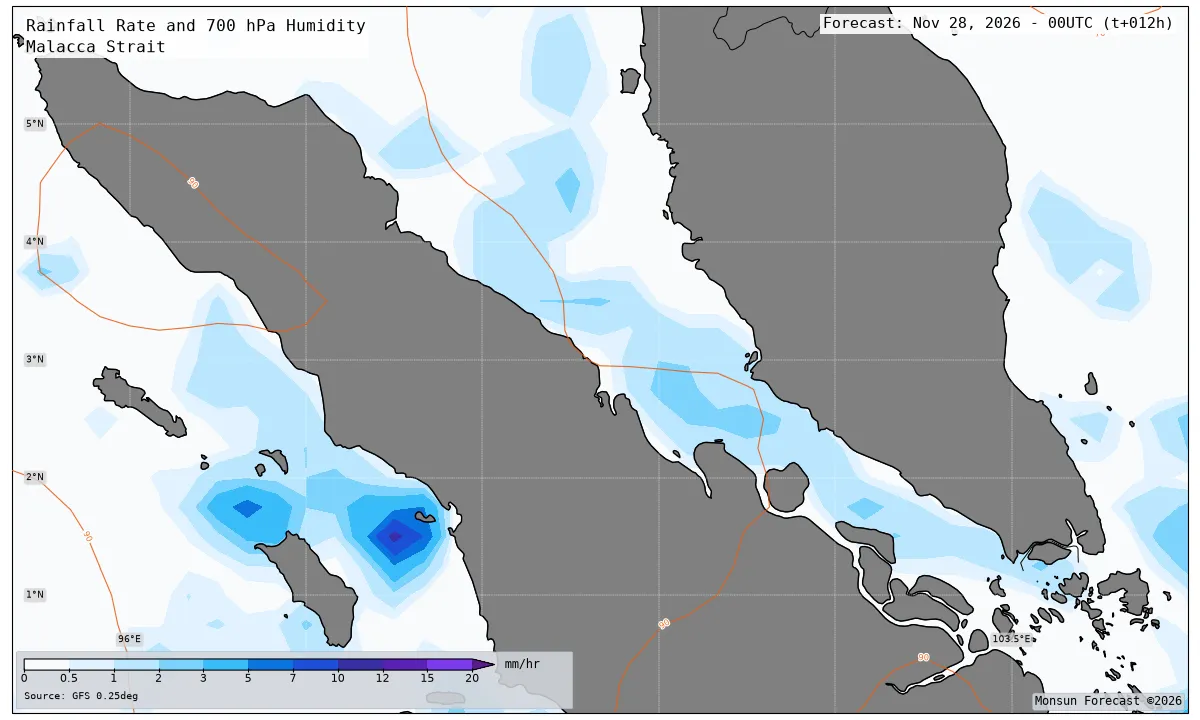 Rainfall Rate and 700 hPa Humidity
Malacca Strait
Forecast: Nov 28, 2026 - 00UTC (t+012h)
5°N
90
4°N
3°N
2°N
90
1°N
90
96°E
103.5°E
90
0 0.5 1 2 3 5 7 10 12 15 20 mm/hr
Source: GFS 0.25deg
Monsun Forecast ©2026